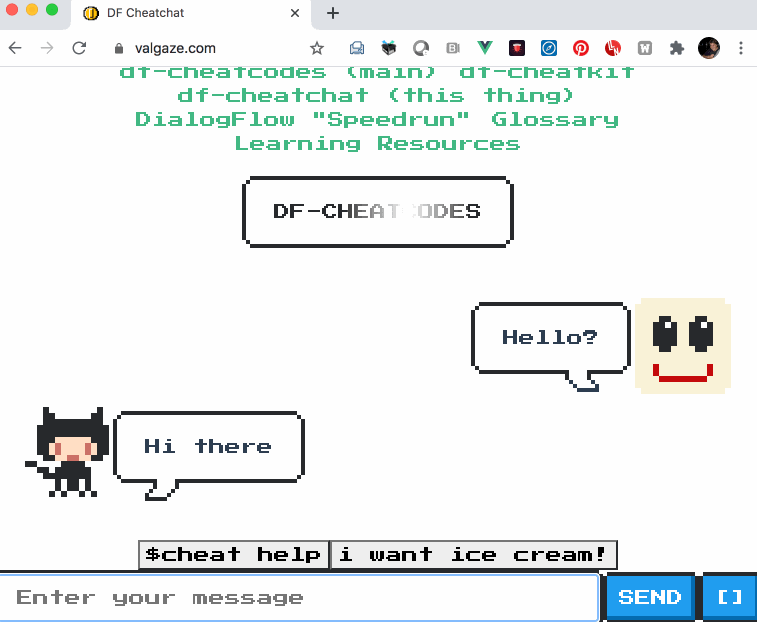 DF Cheatchat
valgaze.com
df-cheatcodes (main) df-cheatkit
df-cheatchat (this thing)
DialogFlow "Speedrun" Glossary
Learning Resources
DF-CHEATCODES
Hello?
Hi there
$cheat help
i want ice cream!
Enter your message
SEND
[]